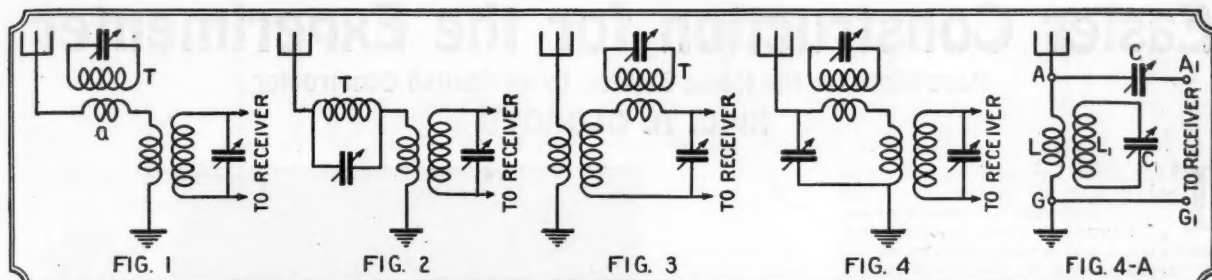 T
a
TO RECEIVER
FIG. 1
T
TO RECEIVER
FIG. 2
T
TO RECEIVER
FIG. 3
TO RECEIVER
FIG. 4
C
A
A₁
L
L₁
C₁
TO RECEIVER
G
G₁
FIG. 4-A